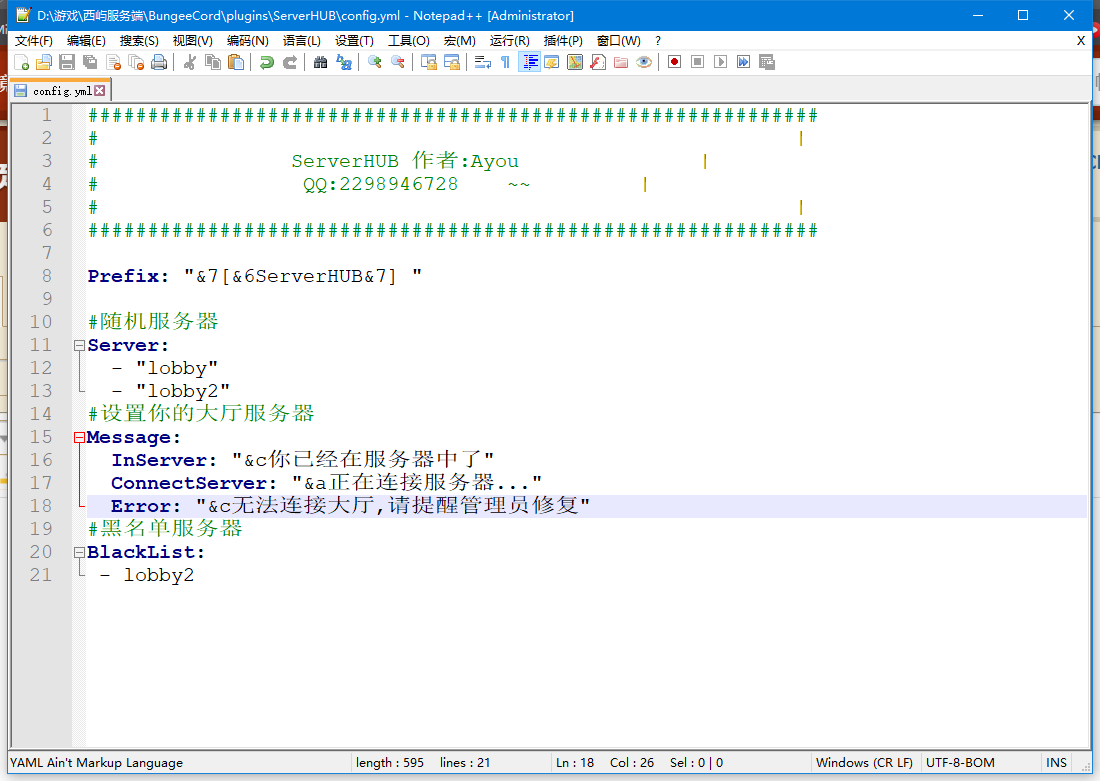 D:\游戏\西屿服务端\BungeeCord\plugins\ServerHUB\config.yml - Notepad++ [Administrator]
文件(F) 编辑(E) 搜索(S) 视图(V) 编码(N) 语言(L) 设置(T) 工具(O) 宏(M) 运行(R) 插件(P) 窗口(W) ? X
config.yml
1 #############################################################
2 # |
3 # ServerHUB 作者:Ayou |
4 # QQ:2298946728 ~~ |
5 # |
6 #############################################################
7
8 Prefix: "&7[&6ServerHUB&7] "
9
10 #随机服务器
11 Server:
12 - "lobby"
13 - "lobby2"
14 #设置你的大厅服务器
15 Message:
16 InServer: "&c你已经在服务器中了"
17 ConnectServer: "&a正在连接服务器..."
18 Error: "&c无法连接大厅,请提醒管理员修复"
19 #黑名单服务器
20 BlackList:
21 - lobby2
YAML Ain't Markup Language length : 595 lines : 21 Ln : 18 Col : 26 Sel : 0 | 0 Windows (CR LF) UTF-8-BOM INS